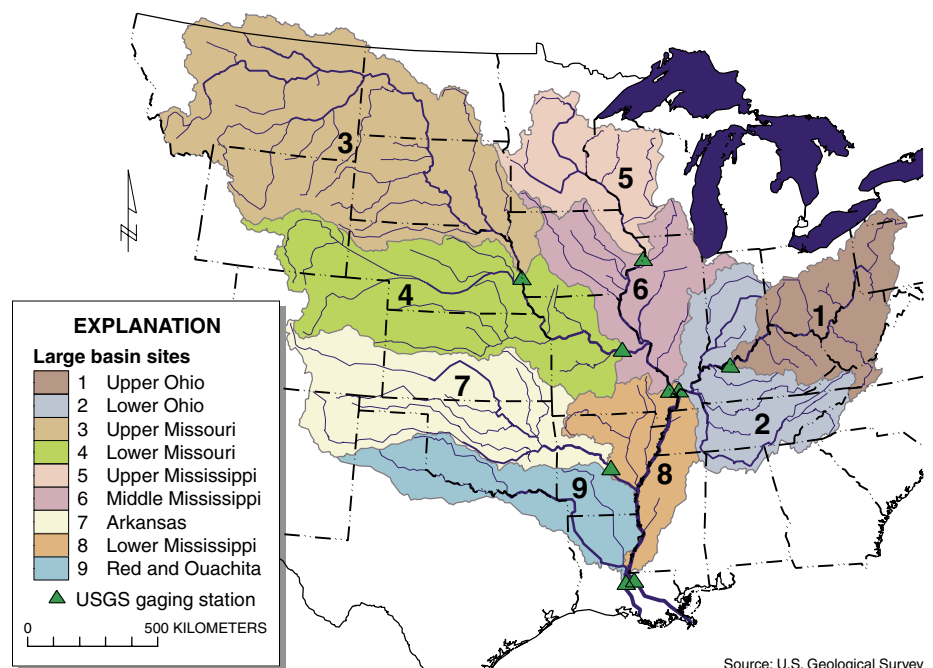 3
5
4
6
1
7
2
9
8
EXPLANATION
Large basin sites
1 Upper Ohio
2 Lower Ohio
3 Upper Missouri
4 Lower Missouri
5 Upper Mississippi
6 Middle Mississippi
7 Arkansas
8 Lower Mississippi
9 Red and Ouachita
USGS gaging station
0 500 KILOMETERS
Source: U.S. Geological Survey